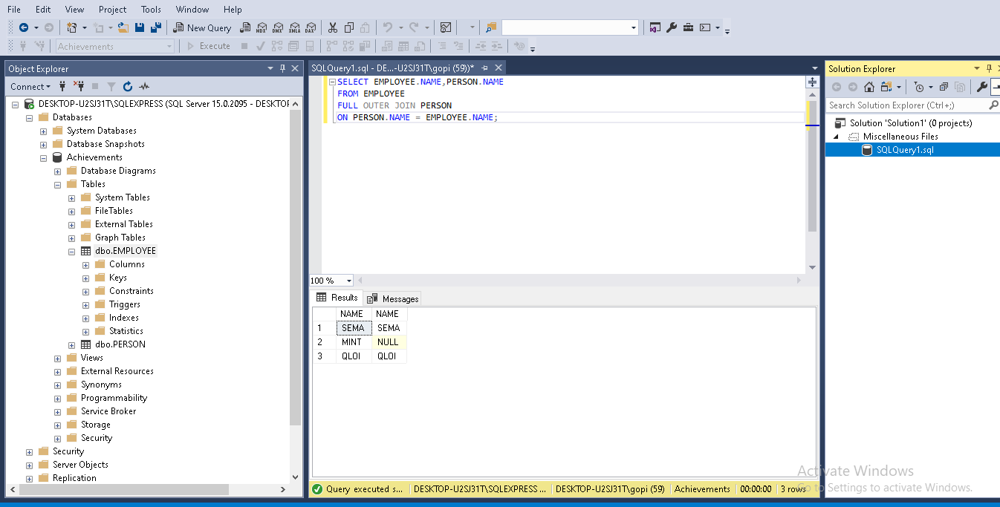 File Edit View Project Tools Window Help
New Query MDX DMX XMLA DAX
Achievements Execute
Object Explorer
Connect
DESKTOP-U2SJ31T\SQLEXPRESS (SQL Server 15.0.2095 - DESKTOP
Databases
System Databases
Database Snapshots
Achievements
Database Diagrams
Tables
System Tables
FileTables
External Tables
Graph Tables
dbo.EMPLOYEE
Columns
Keys
Constraints
Triggers
Indexes
Statistics
dbo.PERSON
Views
External Resources
Synonyms
Programmability
Service Broker
Storage
Security
Security
Server Objects
Replication
SQLQuery1.sql - DE...-U2SJ31T\gopi (59))*
SELECT EMPLOYEE.NAME,PERSON.NAME
FROM EMPLOYEE
FULL OUTER JOIN PERSON
ON PERSON.NAME = EMPLOYEE.NAME;
100 %
Results Messages
NAME NAME
1 SEMA SEMA
2 MINT NULL
3 QLOI QLOI
Query executed s... DESKTOP-U2SJ31T\SQLEXPRESS ... DESKTOP-U2SJ31T\gopi (59) Achievements 00:00:00 3 rows
Solution Explorer
Search Solution Explorer (Ctrl+;)
Solution 'Solution1' (0 projects)
Miscellaneous Files
SQLQuery1.sql
Activate Windows
Go to Settings to activate Windows.